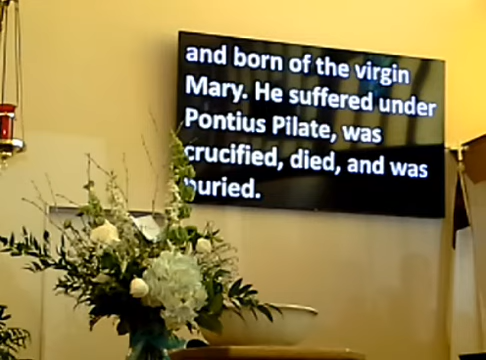 and born of the virgin
Mary. He suffered under
Pontius Pilate, was
crucified, died, and was
buried.